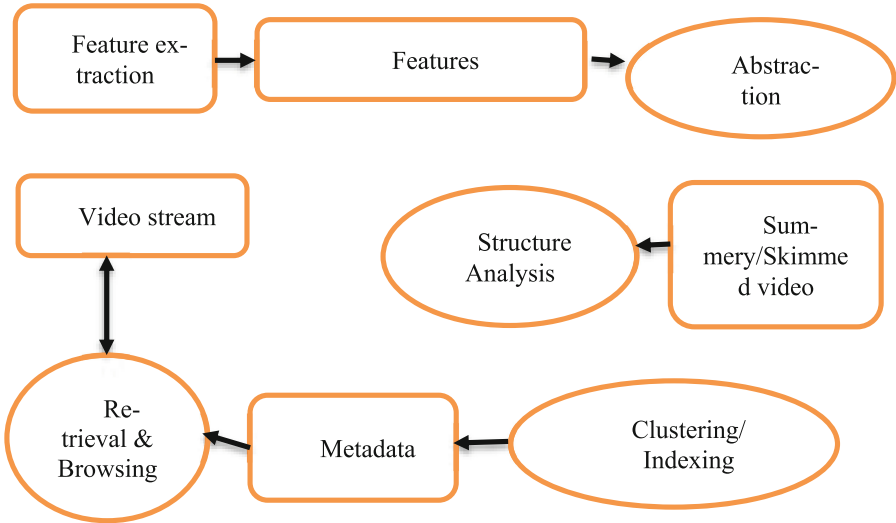 Feature ex-
traction
Features
Abstrac-
tion
Video stream
Structure
Analysis
Sum-
mery/Skimme
d video
Re-
trieval &
Browsing
Metadata
Clustering/
Indexing